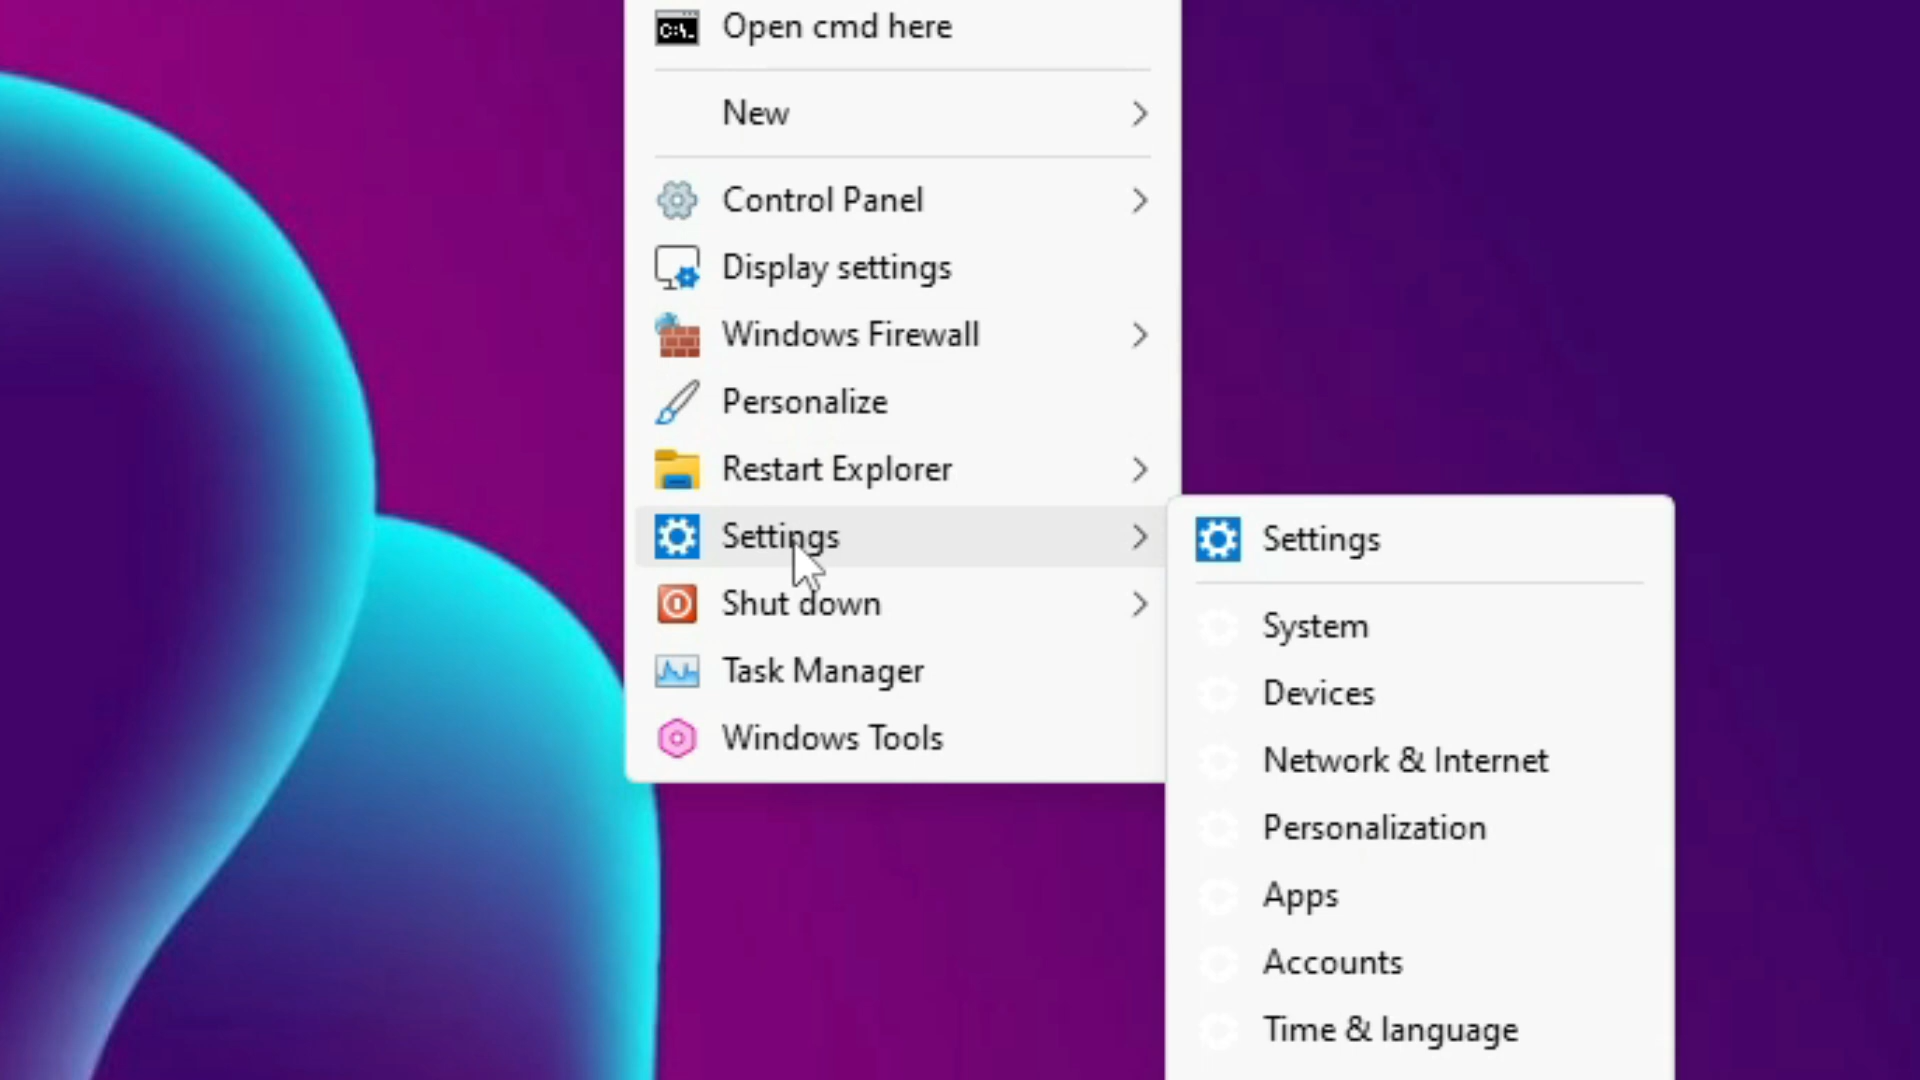 Open cmd here
New
Control Panel
Display settings
Windows Firewall
Personalize
Restart Explorer
Settings
Shut down
Task Manager
Windows Tools
Settings
System
Devices
Network & Internet
Personalization
Apps
Accounts
Time & language